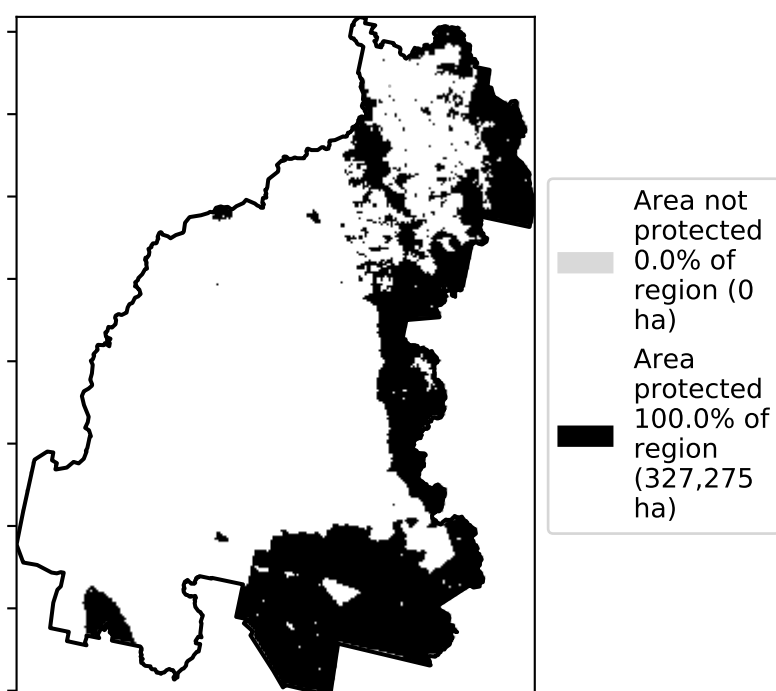 Area not
protected
0.0% of
region (0
ha)
Area
protected
100.0% of
region
(327,275
ha)